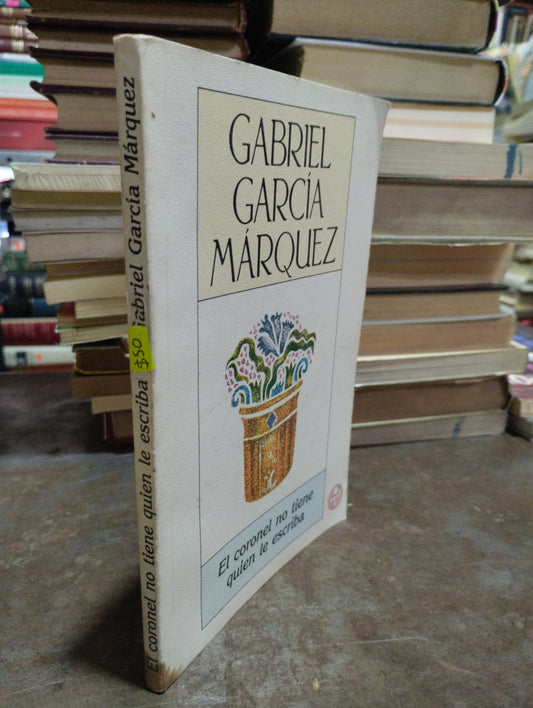 GABRIEL
GARCÍA
MÁRQUEZ
El coronel no tiene
quien le escriba
El coronel no tiene quien le escriba $50 Gabriel García Márquez